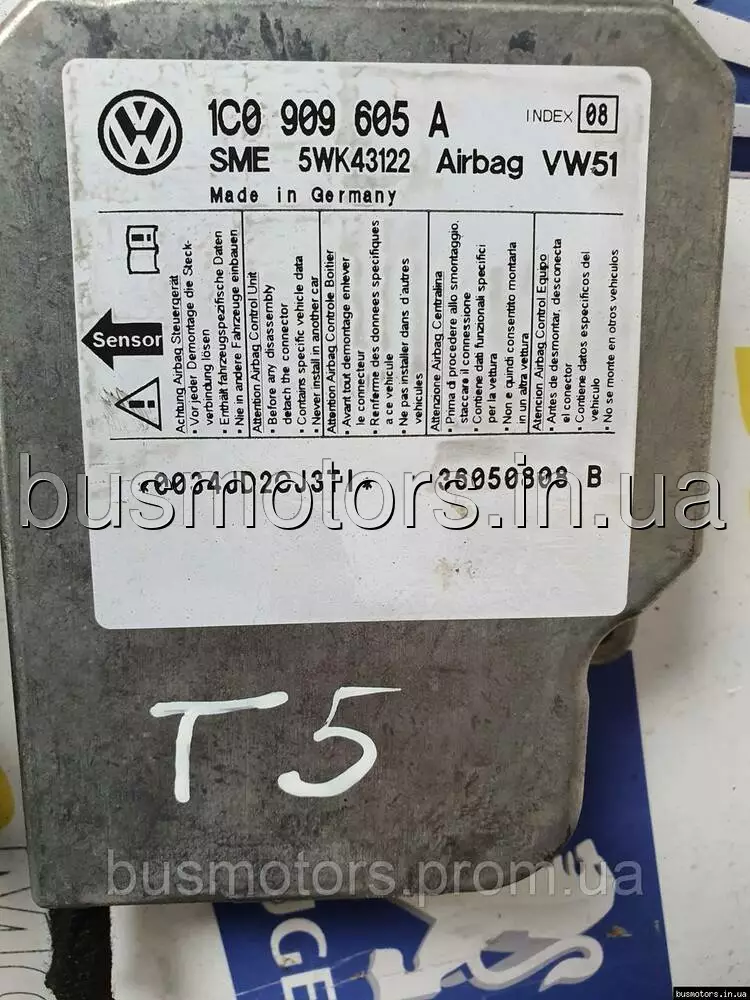 1C0 909 605 A
INDEX 08
SME 5WK43122 Airbag VW51
Made in Germany
Sensor
Achtung Airbag Steuergerät
• Vor jeder Demontage die Steck-
verbindung lösen
• Enthält fahrzeugspezifische Daten
• Nie in andere Fahrzeuge einbauen
Attention Airbag Control Unit
• Before any disassembly
detach the connector
• Contains specific vehicle data
• Never install in another car
Attention Airbag Controle Boitier
• Avant tout demontage enlever
le connecteur
• Renferme des donnees specifiques
a ce vehicule
• Ne pas installer dans d'autres
vehicules
Attenzione Airbag Centralina
• Prima di procedere allo smontaggio.
staccare il connessione
• Contiene dati funzionali specifici
per la vettura
• Non e quindi consentito montarla
in un altra vettura
Atencion Airbag Control Equipo
• Antes de desmontar, desconecta
el conector
• Contiene datos especificos del
vehiculo
• No se monte en otros vehiculos
36050808 B
busmotors.in.ua
T5
busmotors.prom.ua
busmotors.in.ua